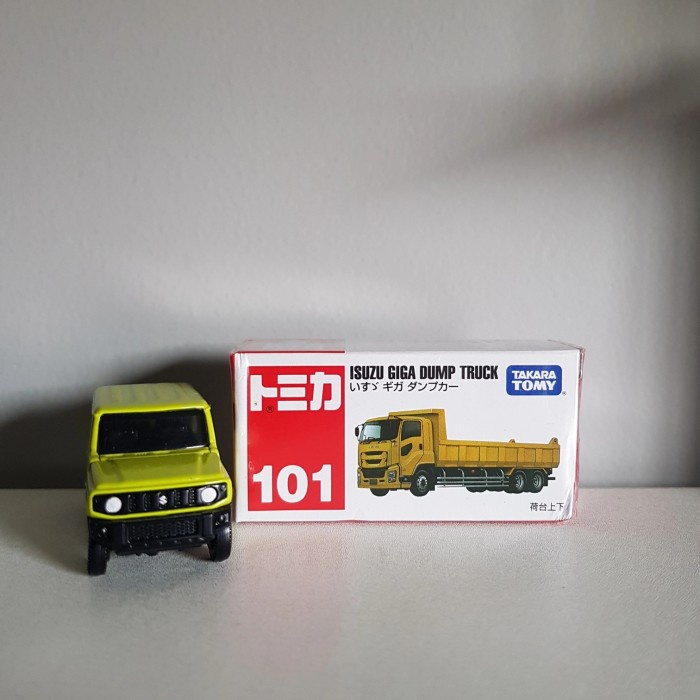 トミカ
101
ISUZU GIGA DUMP TRUCK
いすゞ ギガ ダンプカー
TAKARA
TOMY
荷台上下